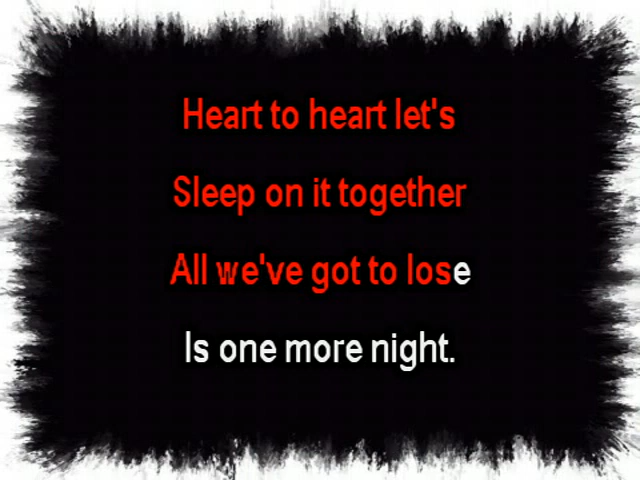 Heart to heart let's
Sleep on it together
All we've got to lose
Is one more night.